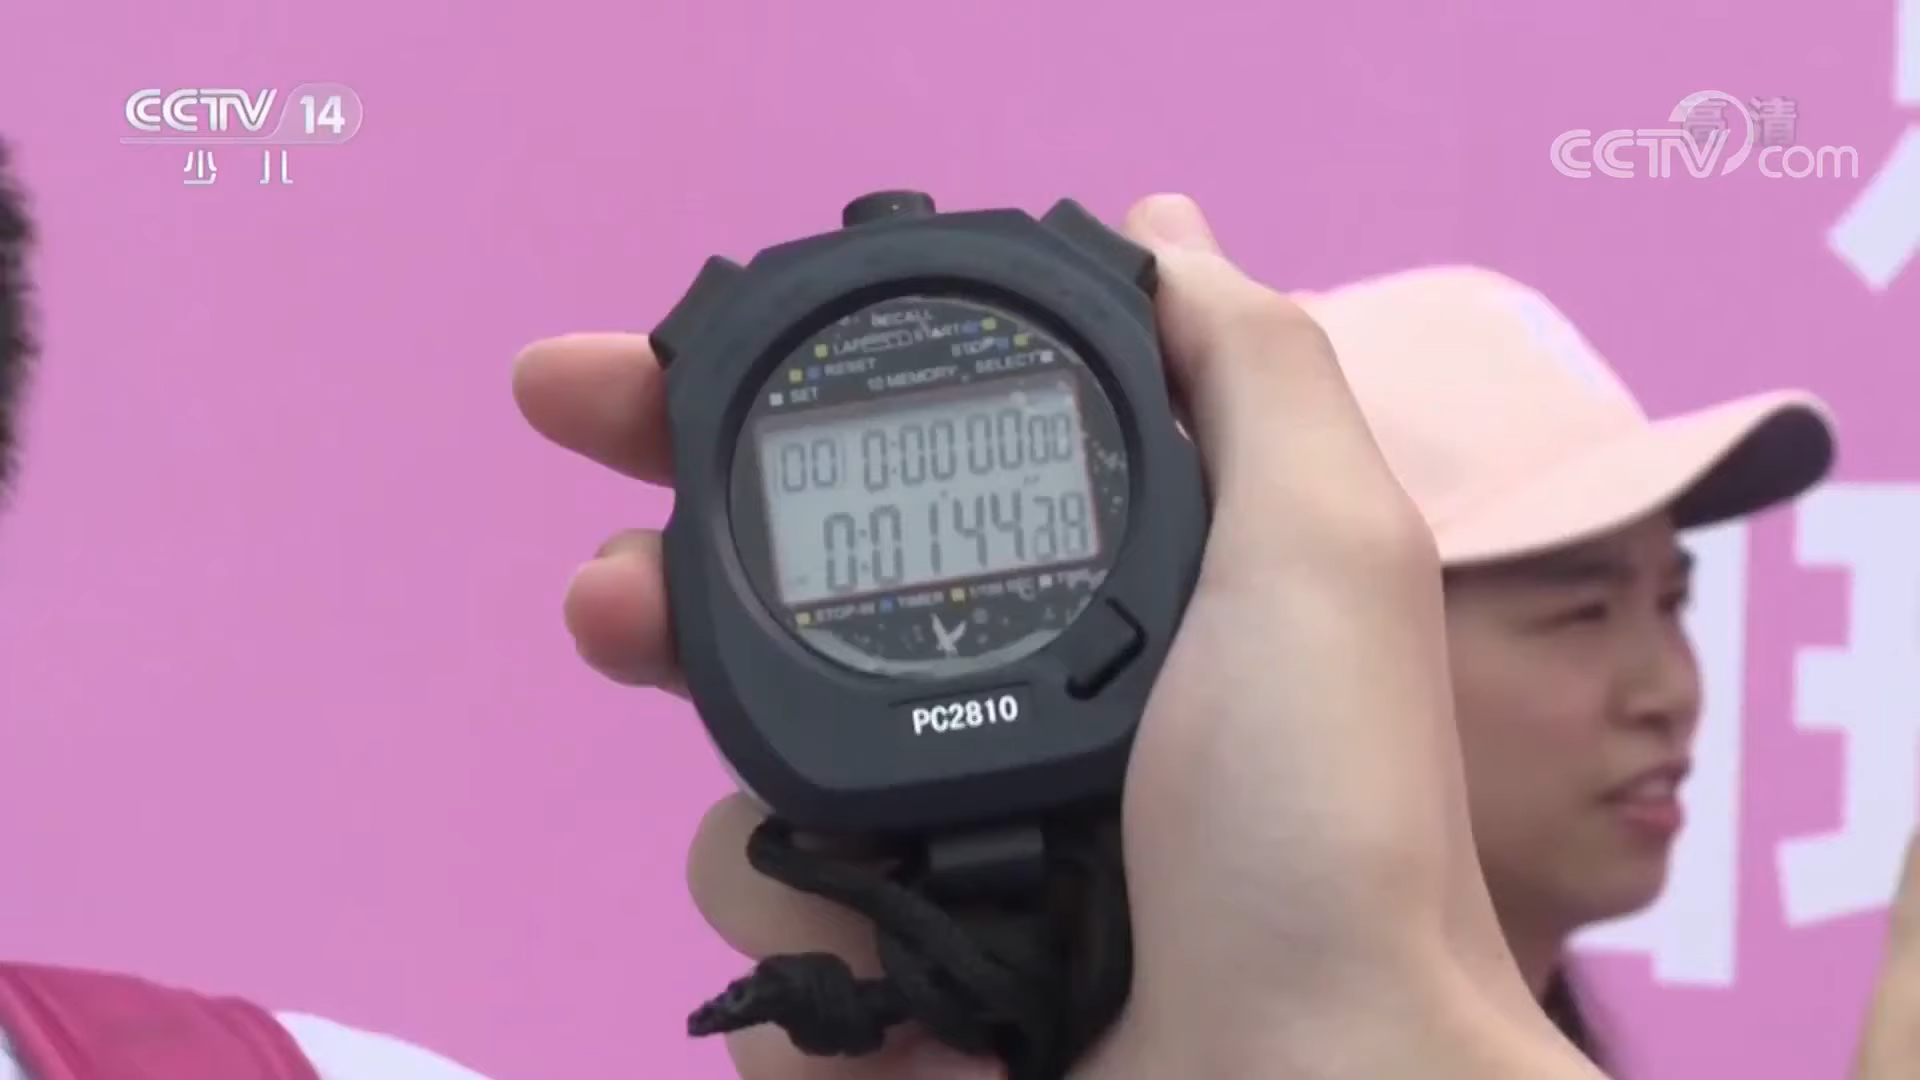 CCTV 14
少儿
高清
CCTV com
RECALL
LAP START
RESET STOP
SET 10 MEMORY SELECT
00 0:00 00 00
0:01'44
STOP-W TIMER
PC2810